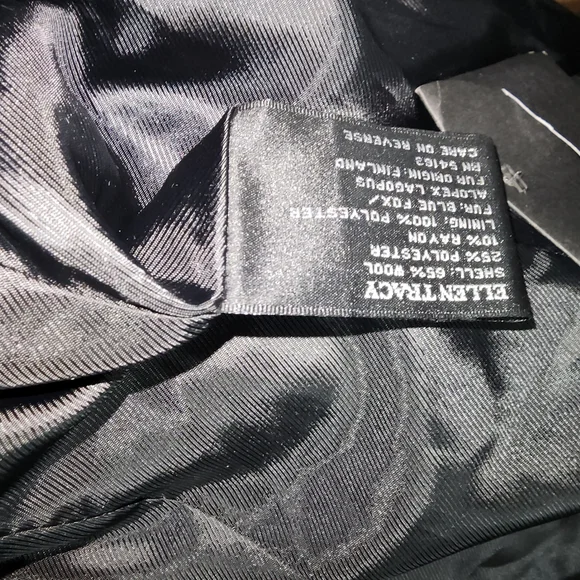 ELLEN TRACY
SHELL: 65% WOOL
25% POLYESTER
10% RAYON
LINING: 100% POLYESTER
FUR: BLUE FOX/
ALOPEX LAGOPUS
FUR ORIGIN: FINLAND
RN 54163
CARE ON REVERSE